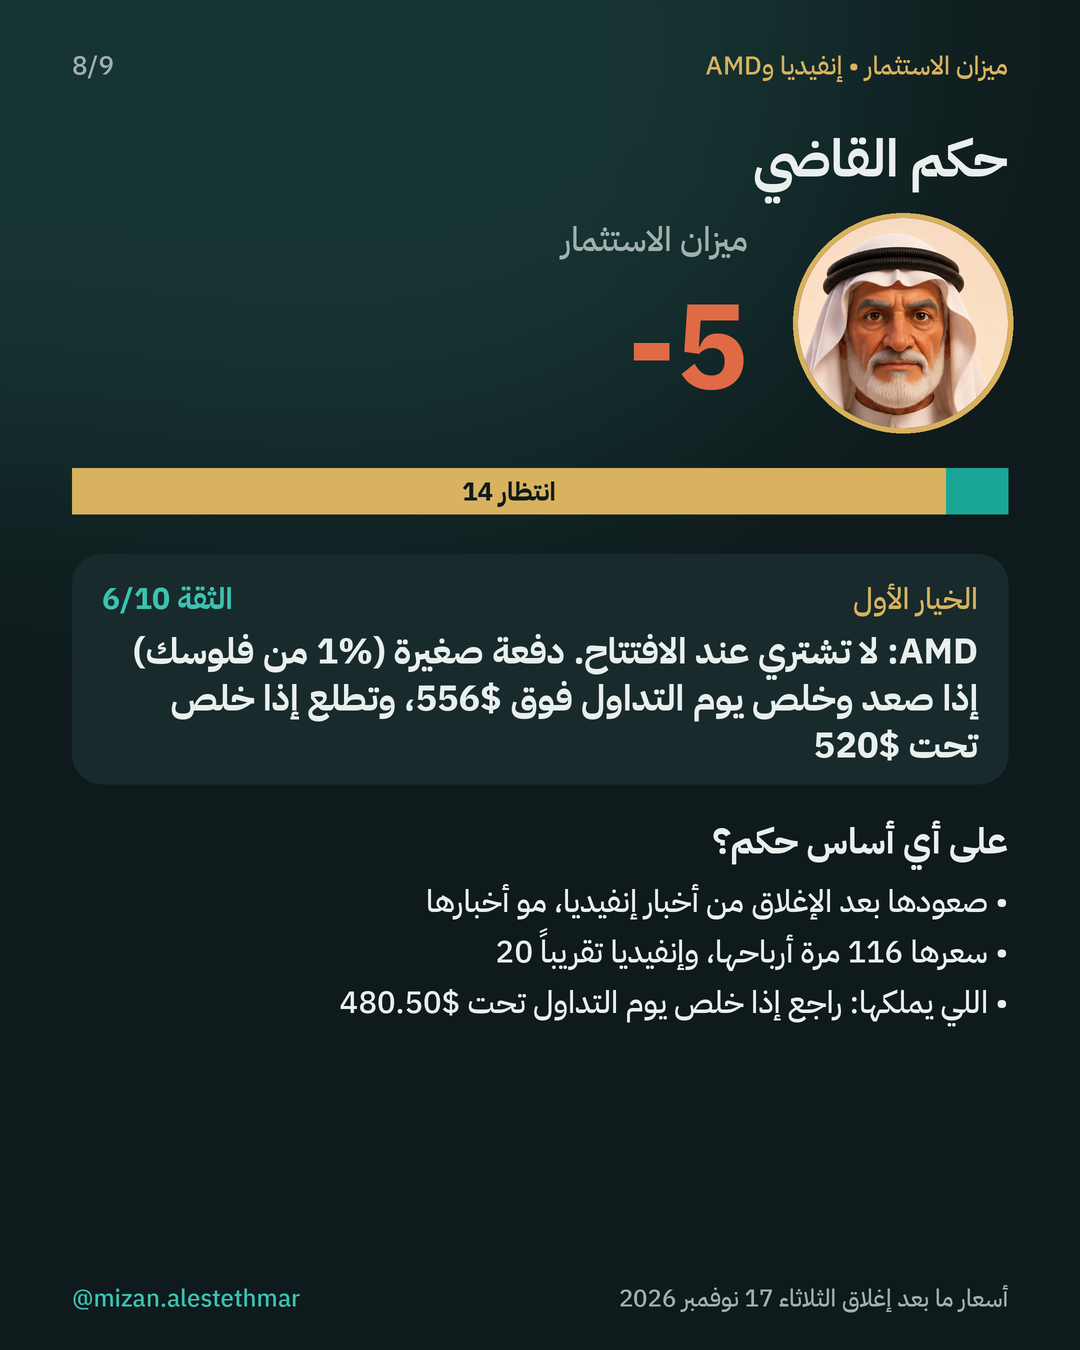 ميزان الاستثمار • إنفيديا وAMD
8/9
حكم القاضي
ميزان الاستثمار
-5
انتظار 14
الخيار الأول
الثقة 6/10
AMD: لا تشتري عند الافتتاح. دفعة صغيرة (1% من فلوسك)
إذا صعد وخلص يوم التداول فوق $556، وتطلع إذا خلص
تحت $520
على أي أساس حكم؟
• صعودها بعد الإغلاق من أخبار إنفيديا، مو أخبارها
• سعرها 116 مرة أرباحها، وإنفيديا تقريباً 20
• اللي يملكها: راجع إذا خلص يوم التداول تحت $480.50
أسعار ما بعد إغلاق الثلاثاء 17 نوفمبر 2026
@mizan.alestethmar